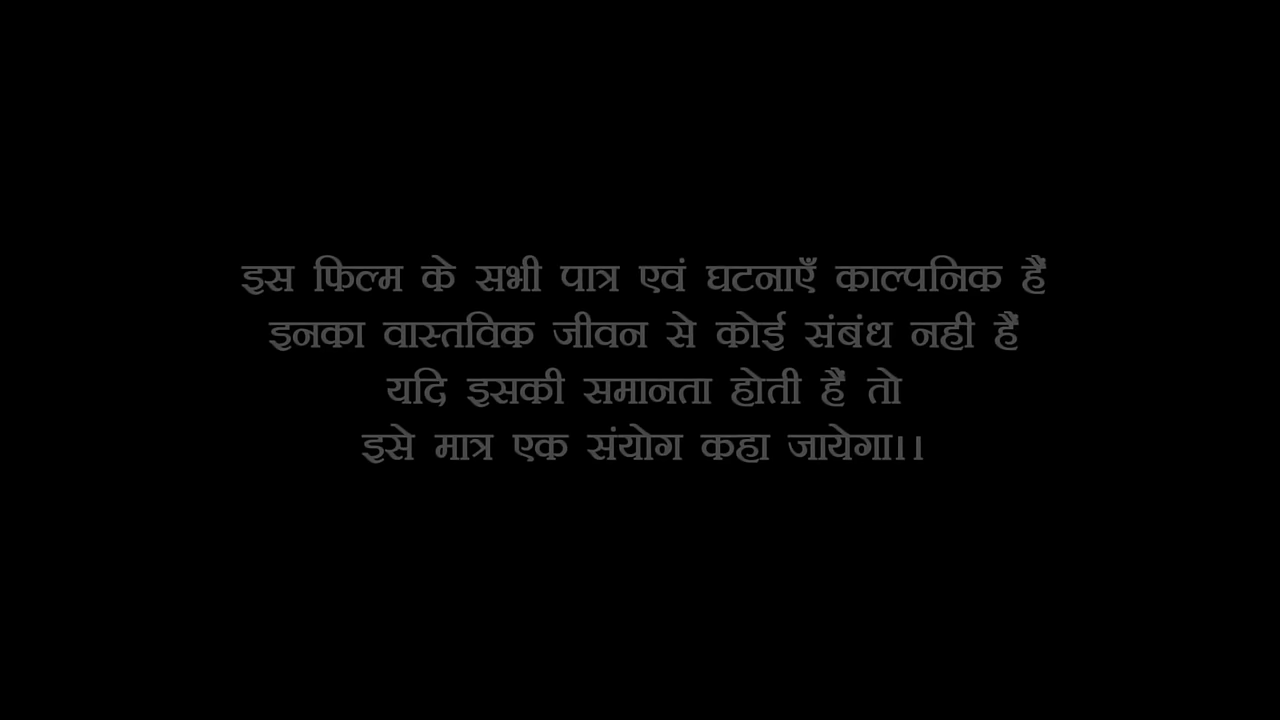 इस फिल्म के सभी पात्र एवं घटनाएँ काल्पनिक हैं
इनका वास्तविक जीवन से कोई संबंध नही हैं
यदि इसकी समानता होती हैं तो
इसे मात्र एक संयोग कहा जायेगा।।